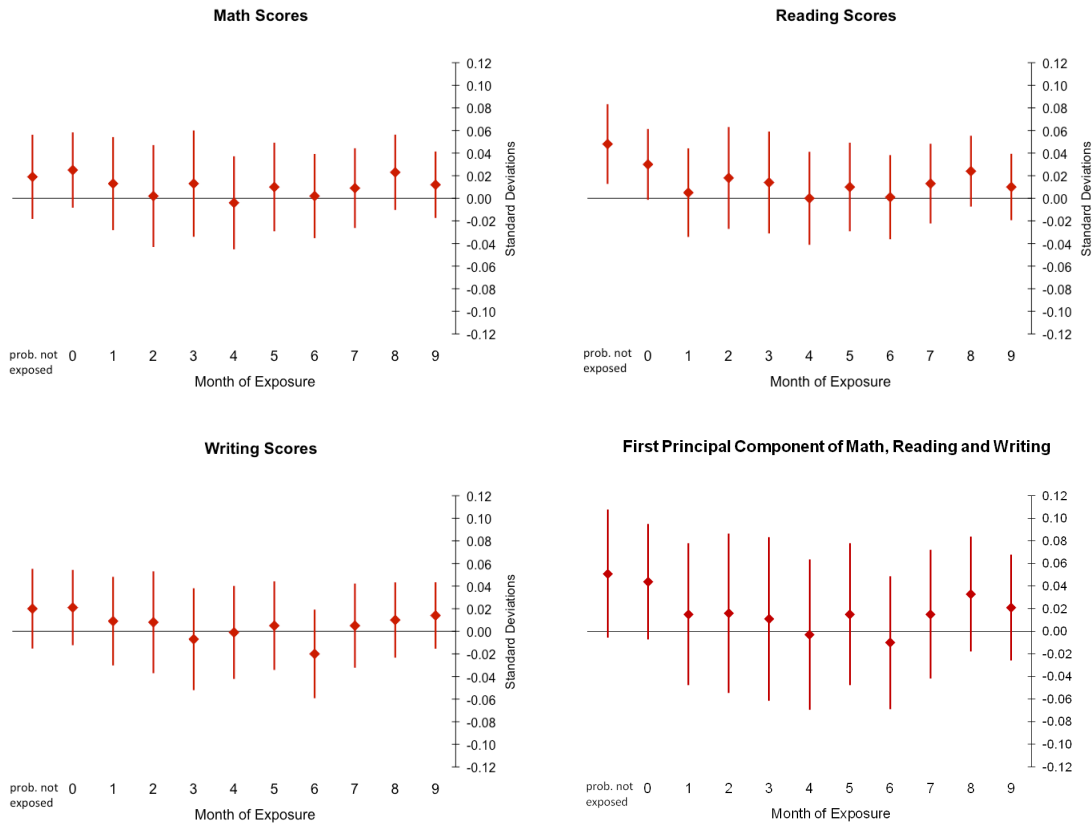 Math Scores
0.12
0.10
0.08
0.06
0.04
0.02
0.00
-0.02
-0.04
-0.06
-0.08
-0.10
-0.12
Standard Deviations
prob. not
exposed
0 1 2 3 4 5 6 7 8 9
Month of Exposure
Reading Scores
0.12
0.10
0.08
0.06
0.04
0.02
0.00
-0.02
-0.04
-0.06
-0.08
-0.10
-0.12
Standard Deviations
prob. not
exposed
0 1 2 3 4 5 6 7 8 9
Month of Exposure
Writing Scores
0.12
0.10
0.08
0.06
0.04
0.02
0.00
-0.02
-0.04
-0.06
-0.08
-0.10
-0.12
Standard Deviations
prob. not
exposed
0 1 2 3 4 5 6 7 8 9
Month of Exposure
First Principal Component of Math, Reading and Writing
0.12
0.10
0.08
0.06
0.04
0.02
0.00
-0.02
-0.04
-0.06
-0.08
-0.10
-0.12
prob. not
exposed
0 1 2 3 4 5 6 7 8 9
Month of Exposure